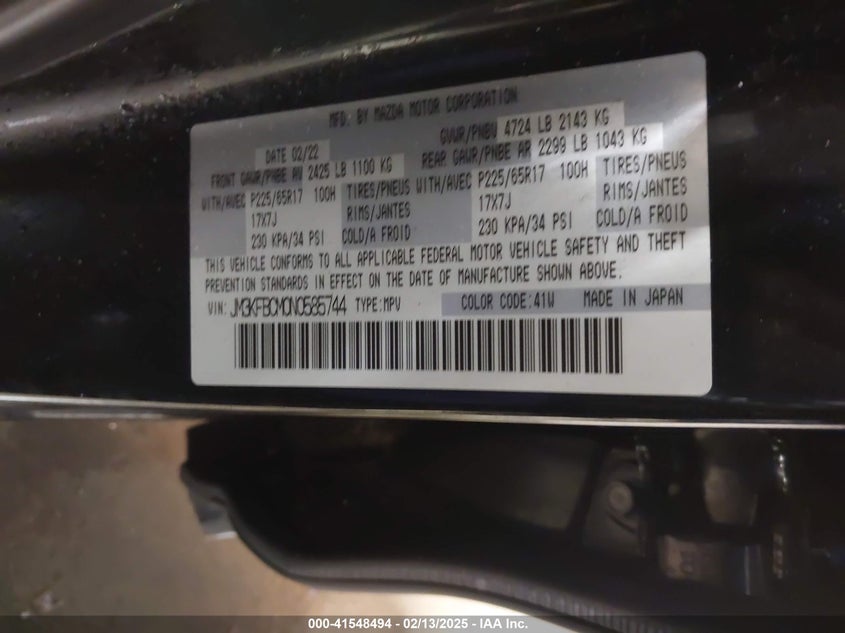 MFD. BY MAZDA MOTOR CORPORATION
DATE 02/22 GVWR/PNBV 4724 LB 2143 KG
FRONT GAWR/PNBE AV 2425 LB 1100 KG REAR GAWR/PNBE AR 2299 LB 1043 KG
WITH/AVEC P225/65R17 100H TIRES/PNEUS WITH/AVEC P225/65R17 100H TIRES/PNEUS
17X7J RIMS/JANTES 17X7J RIMS/JANTES
230 KPA/34 PSI COLD/A FROID 230 KPA/34 PSI COLD/A FROID
THIS VEHICLE CONFORMS TO ALL APPLICABLE FEDERAL MOTOR VEHICLE SAFETY AND THEFT
PREVENTION STANDARDS IN EFFECT ON THE DATE OF MANUFACTURE SHOWN ABOVE.
VIN: JM3KFBCM0N0585744 TYPE:MPV COLOR CODE:41W MADE IN JAPAN
000-41548494 - 02/13/2025 - IAA Inc.